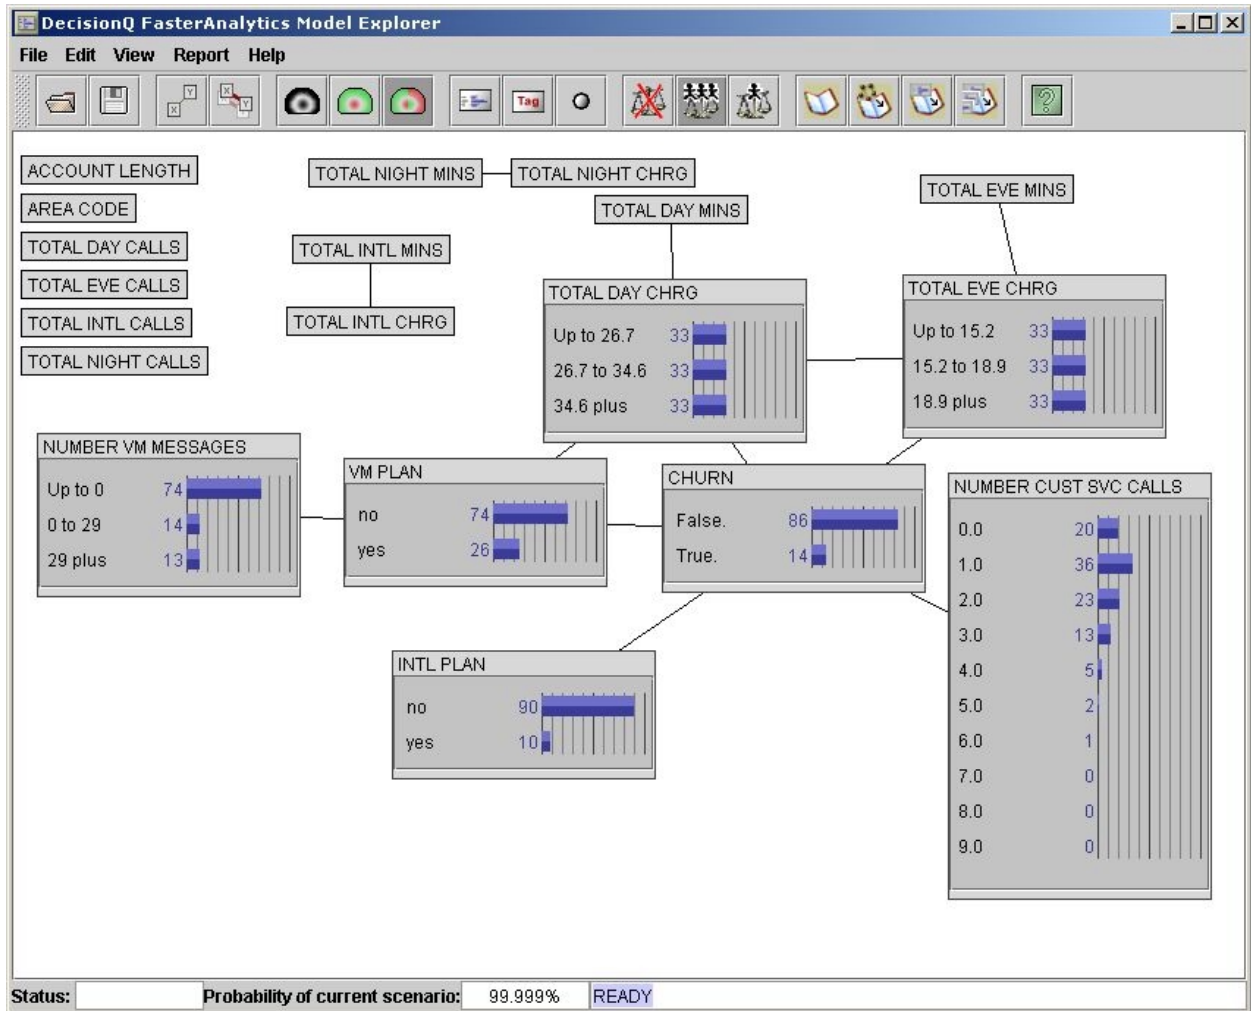 DecisionQ FasterAnalytics Model Explorer
File Edit View Report Help
Y
X
X
Y
Tag
?
ACCOUNT LENGTH
AREA CODE
TOTAL DAY CALLS
TOTAL EVE CALLS
TOTAL INTL CALLS
TOTAL NIGHT CALLS
TOTAL NIGHT MINS
TOTAL NIGHT CHRG
TOTAL DAY MINS
TOTAL EVE MINS
TOTAL INTL MINS
TOTAL INTL CHRG
TOTAL DAY CHRG
Up to 26.7 33
26.7 to 34.6 33
34.6 plus 33
TOTAL EVE CHRG
Up to 15.2 33
15.2 to 18.9 33
18.9 plus 33
NUMBER VM MESSAGES
Up to 0 74
0 to 29 14
29 plus 13
VM PLAN
no 74
yes 26
CHURN
False. 86
True. 14
NUMBER CUST SVC CALLS
0.0 20
1.0 36
2.0 23
3.0 13
4.0 5
5.0 2
6.0 1
7.0 0
8.0 0
9.0 0
INTL PLAN
no 90
yes 10
Status: Probability of current scenario: 99.999% READY